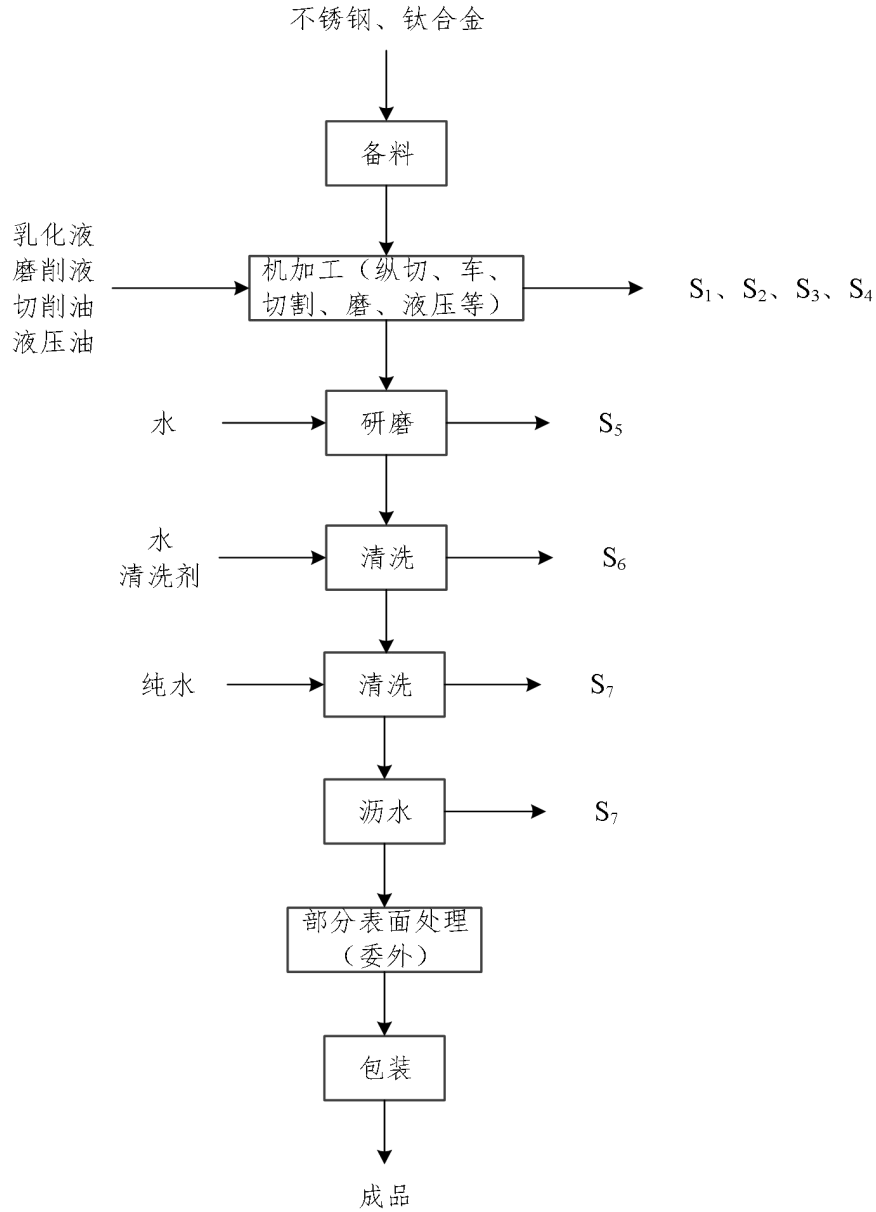 不锈钢、钛合金
备料
乳化液
磨削液
切削油
液压油
机加工（纵切、车、
切割、磨、液压等）
S₁、S₂、S₃、S₄
水
研磨
S₅
水
清洗剂
清洗
S₆
纯水
清洗
S₇
沥水
S₇
部分表面处理
（委外）
包装
成品